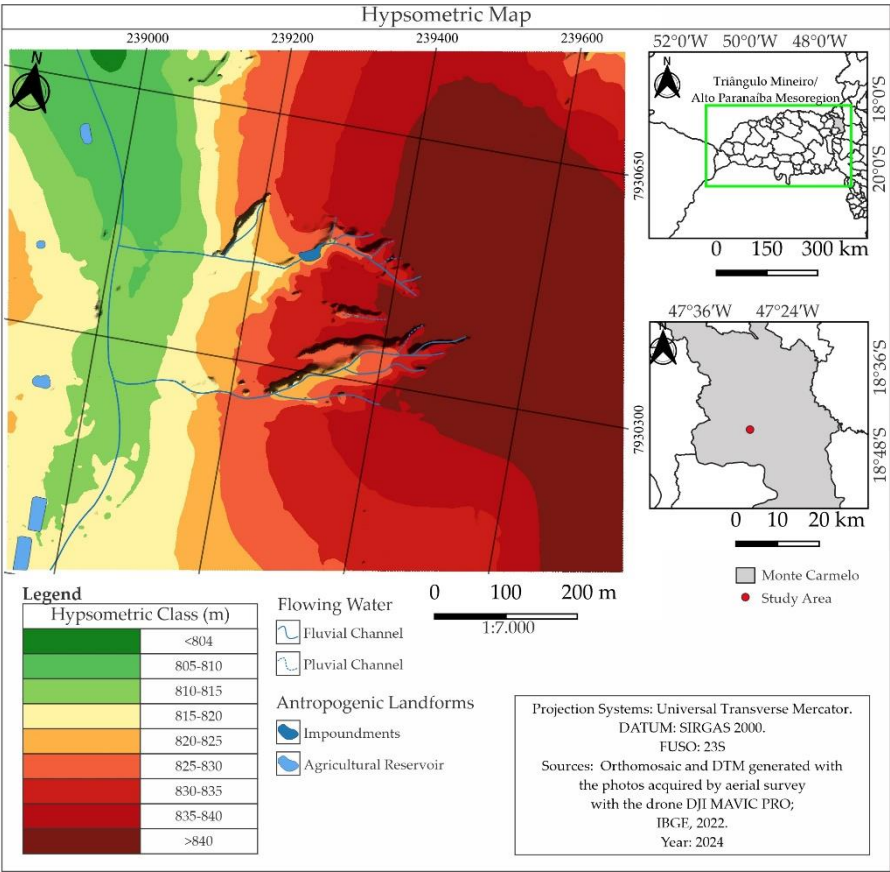 Hypsometric Map
239000 239200 239400 239600
N
7930650
7930300
52°0′W 50°0′W 48°0′W
N
Triângulo Mineiro/
Alto Paranaíba Mesoregion
18°0′S
20°0′S
0 150 300 km
47°36′W 47°24′W
N
18°36′S
18°48′S
0 10 20 km
Monte Carmelo
Study Area
Legend
Hypsometric Class (m)
<804
805-810
810-815
815-820
820-825
825-830
830-835
835-840
>840
Flowing Water
Fluvial Channel
Pluvial Channel
Antropogenic Landforms
Impoundments
Agricultural Reservoir
0 100 200 m
1:7.000
Projection Systems: Universal Transverse Mercator.
DATUM: SIRGAS 2000.
FUSO: 23S
Sources: Orthomosaic and DTM generated with
the photos acquired by aerial survey
with the drone DJI MAVIC PRO;
IBGE, 2022.
Year: 2024